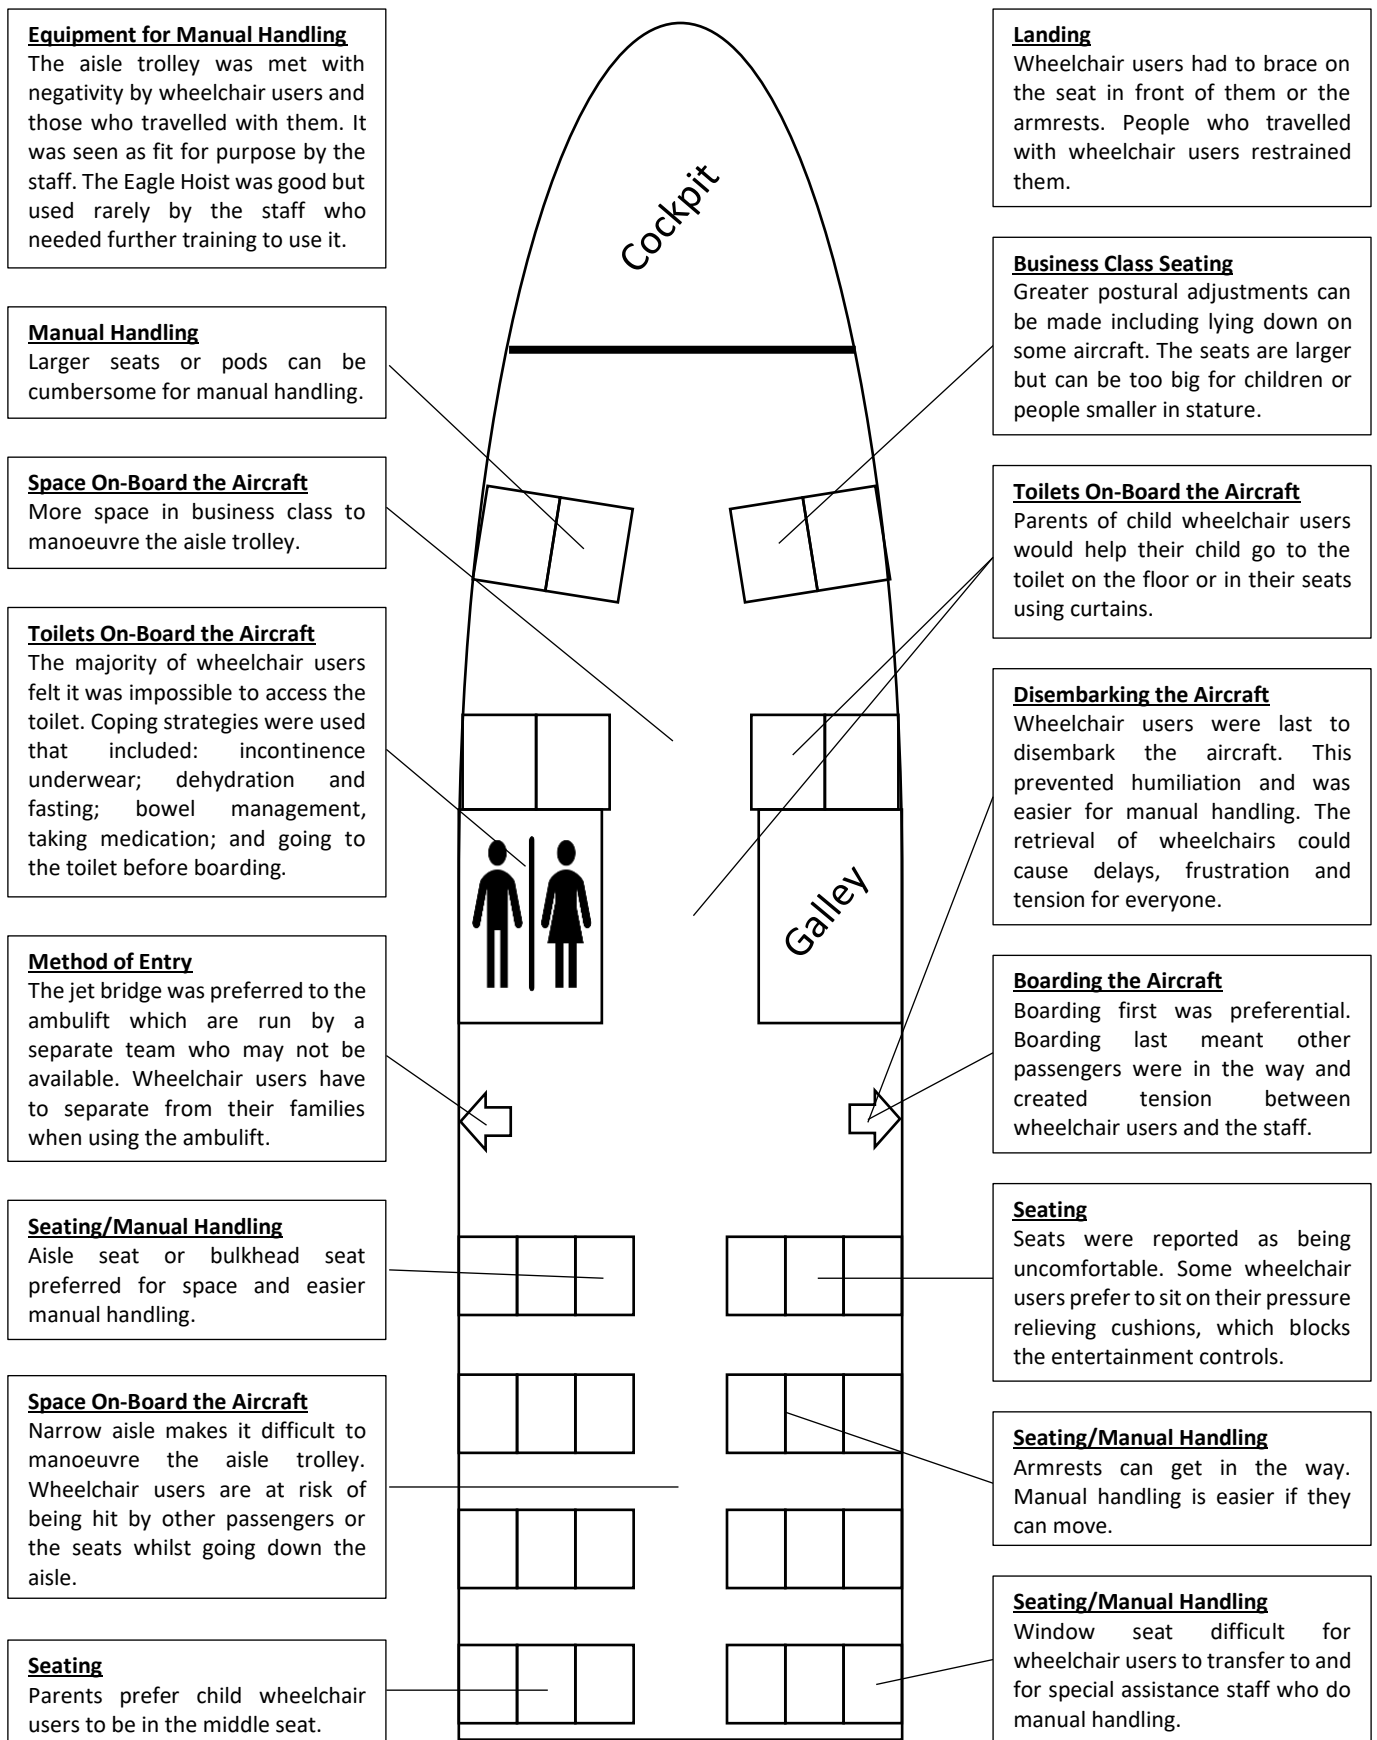 Equipment for Manual Handling
The aisle trolley was met with
negativity by wheelchair users and
those who travelled with them. It
was seen as fit for purpose by the
staff. The Eagle Hoist was good but
used rarely by the staff who
needed further training to use it.
Manual Handling
Larger seats or pods can be
cumbersome for manual handling.
Space On-Board the Aircraft
More space in business class to
manoeuvre the aisle trolley.
Toilets On-Board the Aircraft
The majority of wheelchair users
felt it was impossible to access the
toilet. Coping strategies were used
that included: incontinence
underwear; dehydration and
fasting; bowel management,
taking medication; and going to
the toilet before boarding.
Method of Entry
The jet bridge was preferred to the
ambulift which are run by a
separate team who may not be
available. Wheelchair users have
to separate from their families
when using the ambulift.
Seating/Manual Handling
Aisle seat or bulkhead seat
preferred for space and easier
manual handling.
Space On-Board the Aircraft
Narrow aisle makes it difficult to
manoeuvre the aisle trolley.
Wheelchair users are at risk of
being hit by other passengers or
the seats whilst going down the
aisle.
Seating
Parents prefer child wheelchair
users to be in the middle seat.
Cockpit
Galley
Landing
Wheelchair users had to brace on
the seat in front of them or the
armrests. People who travelled
with wheelchair users restrained
them.
Business Class Seating
Greater postural adjustments can
be made including lying down on
some aircraft. The seats are larger
but can be too big for children or
people smaller in stature.
Toilets On-Board the Aircraft
Parents of child wheelchair users
would help their child go to the
toilet on the floor or in their seats
using curtains.
Disembarking the Aircraft
Wheelchair users were last to
disembark the aircraft. This
prevented humiliation and was
easier for manual handling. The
retrieval of wheelchairs could
cause delays, frustration and
tension for everyone.
Boarding the Aircraft
Boarding first was preferential.
Boarding last meant other
passengers were in the way and
created tension between
wheelchair users and the staff.
Seating
Seats were reported as being
uncomfortable. Some wheelchair
users prefer to sit on their pressure
relieving cushions, which blocks
the entertainment controls.
Seating/Manual Handling
Armrests can get in the way.
Manual handling is easier if they
can move.
Seating/Manual Handling
Window seat difficult for
wheelchair users to transfer to and
for special assistance staff who do
manual handling.